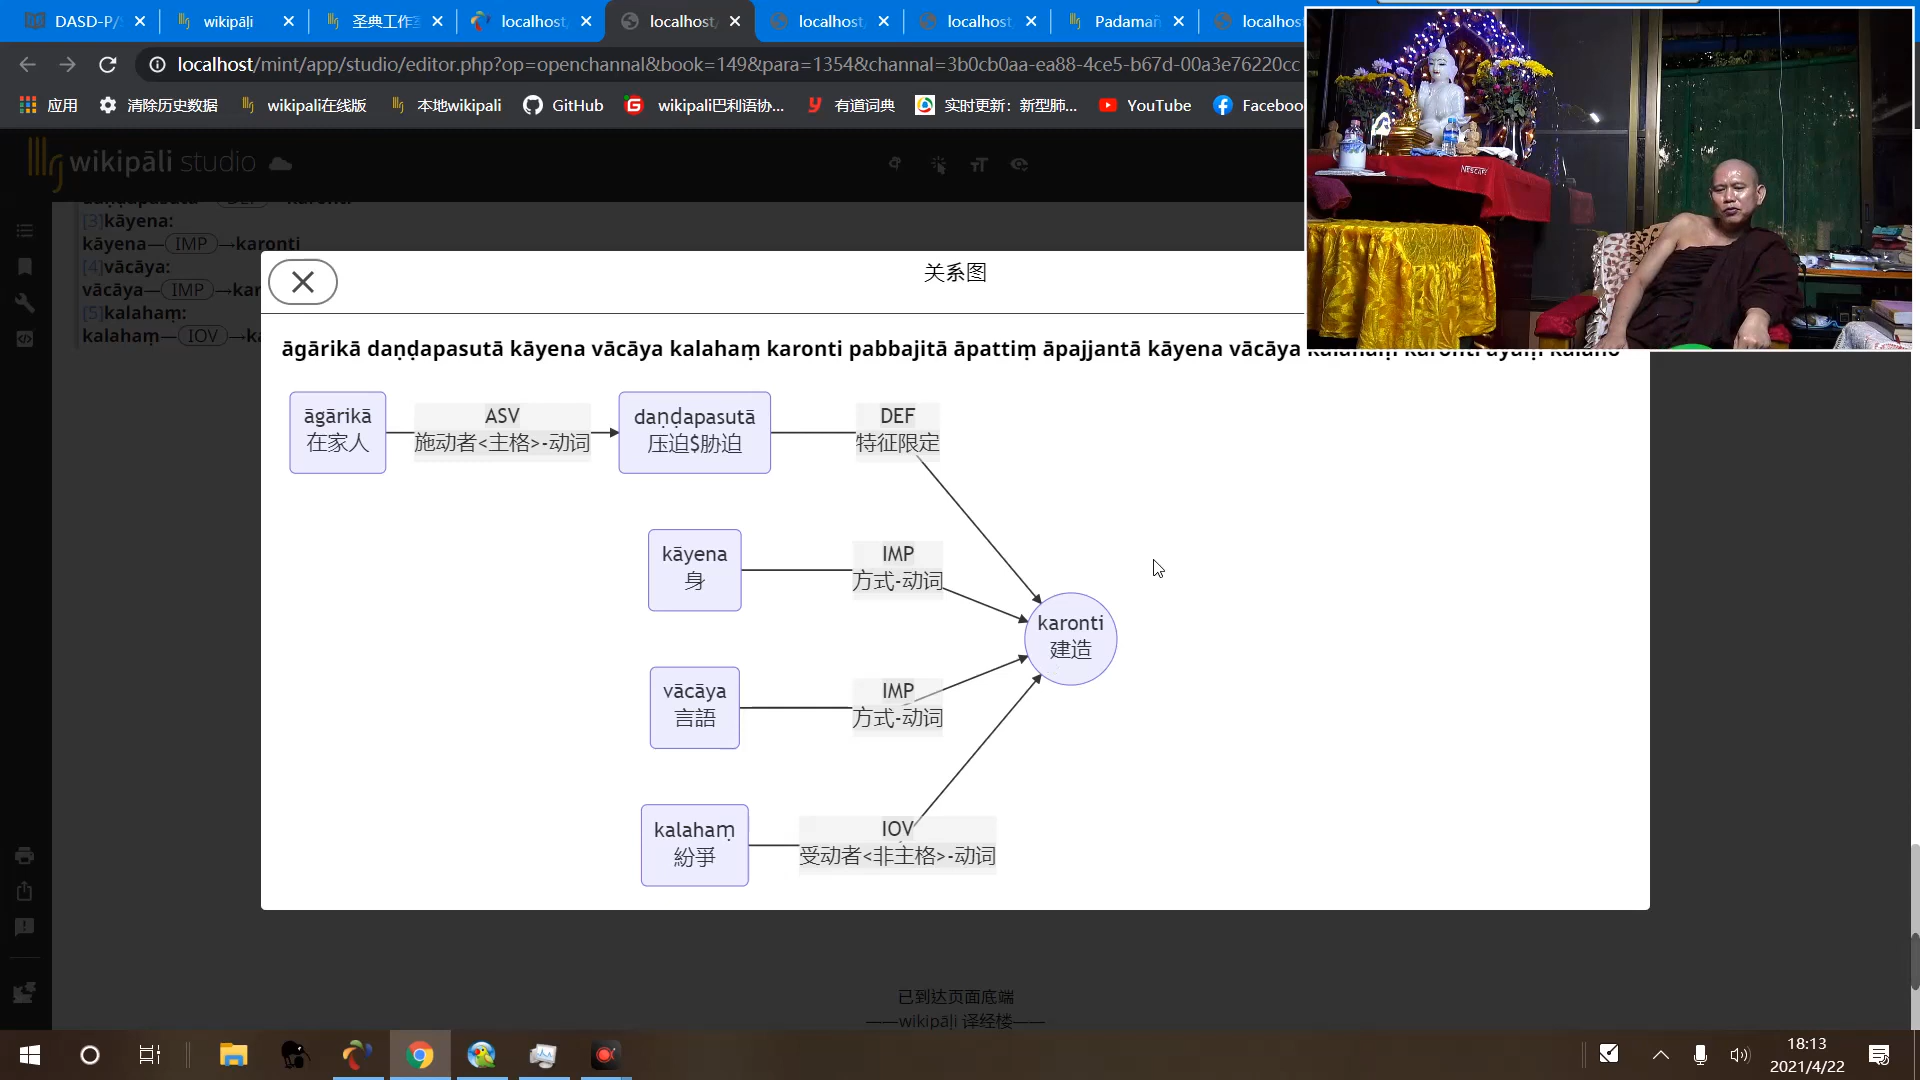 DASD-P/
wikipāḷi
圣典工作
localhost
localhost
localhost
localhost
Padamañ
localhos
localhost/mint/app/studio/editor.php?op=openchannal&book=149&para=1354&channel=3b0cb0aa-ea88-4ce5-b67d-00a3e76220cc
应用
清除历史数据
wikipali在线版
本地wikipali
GitHub
wikipali巴利语协...
有道词典
实时更新：新型肺...
YouTube
Faceboo
wikipāli studio
[3]kāyena:
kāyena—IMP→karonti
[4]vācāya:
vācāya—IMP→kar
[5]kalahaṃ:
kalahaṃ—IOV→ka
关系图
āgārikā daṇḍapasutā kāyena vācāya kalahaṃ karonti pabbajitā āpattiṃ āpajjantā kāyena vācāya kalahaṃ karonti ayaṃ kalaho
āgārikā
在家人
ASV
施动者<主格>-动词
daṇḍapasutā
压迫$胁迫
DEF
特征限定
kāyena
身
IMP
方式-动词
karonti
建造
vācāya
言語
IMP
方式-动词
kalahaṃ
紛爭
IOV
受动者<非主格>-动词
已到达页面底端
——wikipāḷi 译经楼——
NESCAFÉ
18:13
2021/4/22